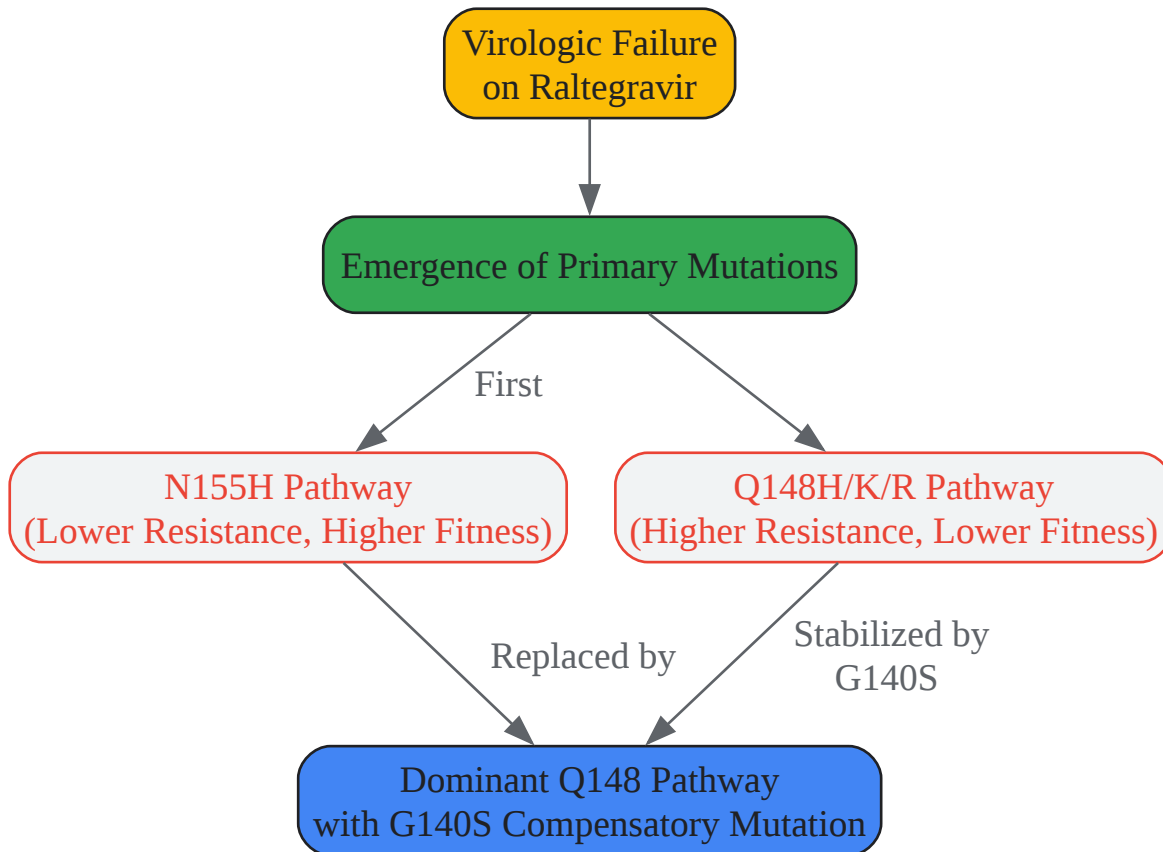 Virologic Failure
on Raltegravir
Emergence of Primary Mutations
First
N155H Pathway
(Lower Resistance, Higher Fitness)
Q148H/K/R Pathway
(Higher Resistance, Lower Fitness)
Replaced by
Stabilized by
G140S
Dominant Q148 Pathway
with G140S Compensatory Mutation